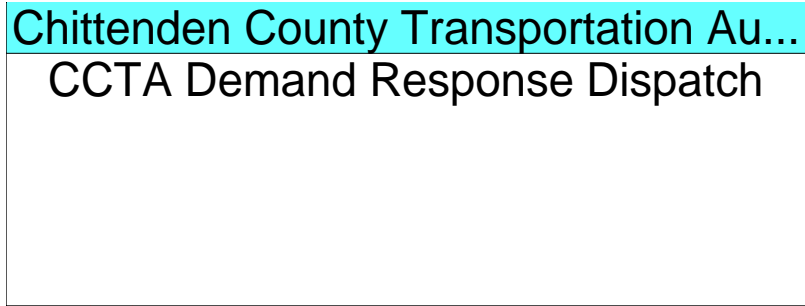 Chittenden County Transportation Au...
CCTA Demand Response Dispatch